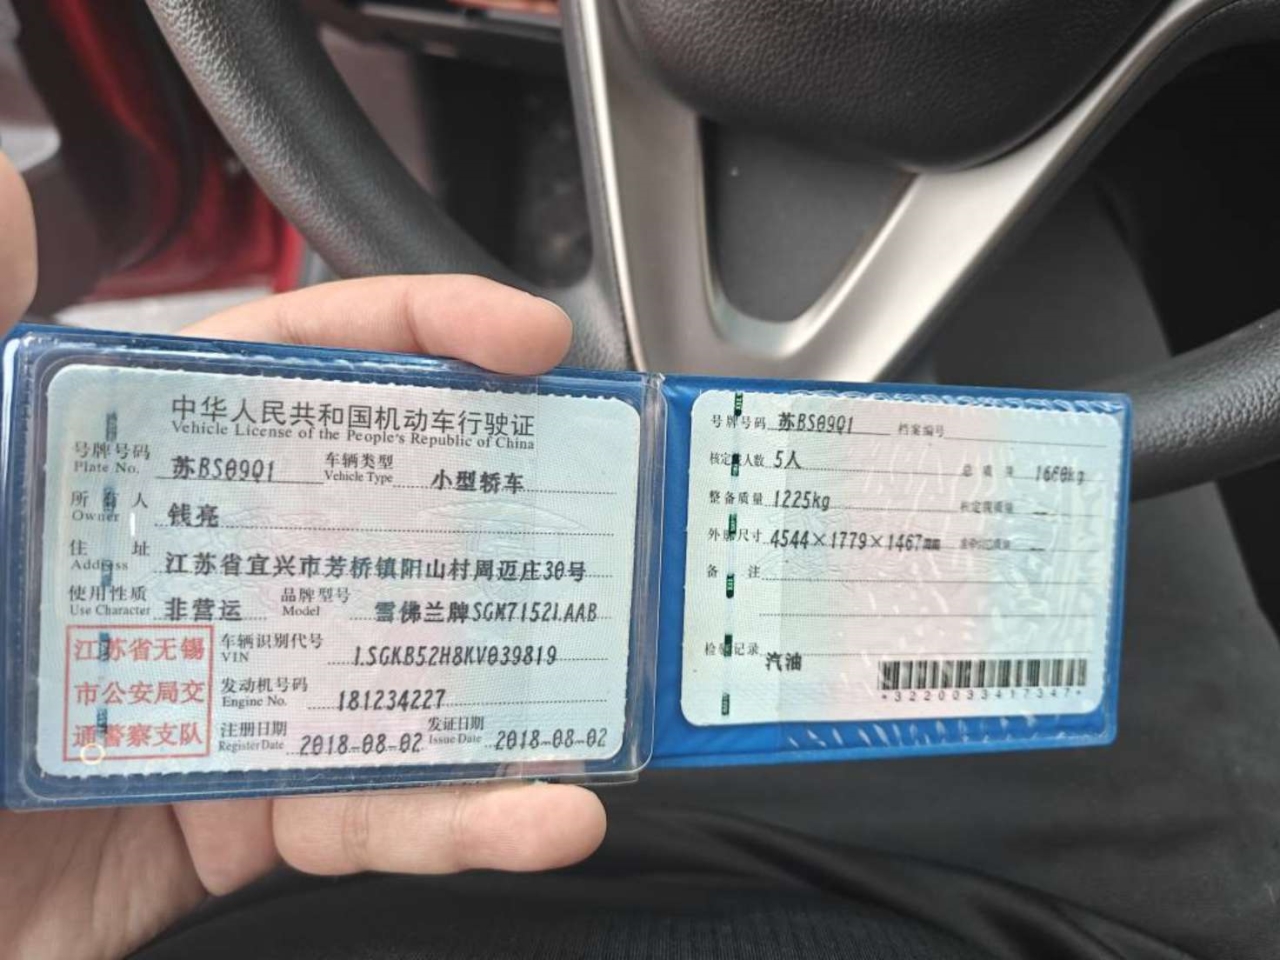 中华人民共和国机动车行驶证
Vehicle License of the People's Republic of China
号牌号码 苏BS09Q1 车辆类型 小型轿车
Plate No. Vehicle Type
所有人 钱亮
Owner
住址 江苏省宜兴市芳桥镇阳山村周迈庄30号
Address
使用性质 非营运 品牌型号 雪佛兰牌SGM7152LAAB
Use Character Model
江苏省无锡
市公安局交
通警察支队
车辆识别代号 LSGKB52H8KV039819
VIN
发动机号码 181234227
Engine No.
注册日期 2018-08-02 发证日期 2018-08-02
Register Date Issue Date
号牌号码 苏BS09Q1 档案编号
核定载人数 5人 总质量
整备质量 1225kg 核定载质量 --
外廓尺寸 4544×1779×1467mm --
备注
检验记录 汽油
*3220033417347*